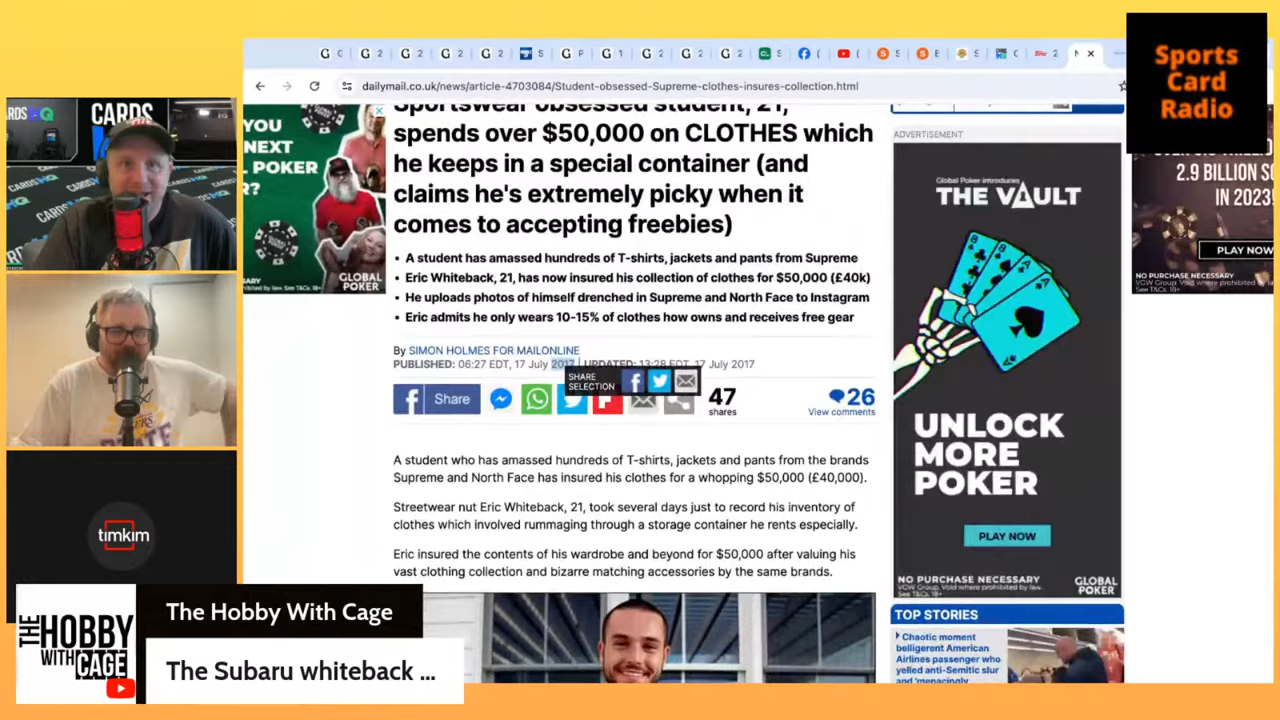 Sports
Card
Radio
dailymail.co.uk/news/article-4703084/Student-obsessed-Supreme-clothes-insures-collection.html
CARDS
YOU
NEXT
POKER
GLOBAL
POKER
Sportswear obsessed student, 21,
spends over $50,000 on CLOTHES which
he keeps in a special container (and
claims he's extremely picky when it
comes to accepting freebies)
• A student has amassed hundreds of T-shirts, jackets and pants from Supreme
• Eric Whiteback, 21, has now insured his collection of clothes for $50,000 (£40k)
• He uploads photos of himself drenched in Supreme and North Face to Instagram
• Eric admits he only wears 10-15% of clothes how owns and receives free gear
By SIMON HOLMES FOR MAILONLINE
PUBLISHED: 06:27 EDT, 17 July 2017 | UPDATED: 13:28 EDT, 17 July 2017
SHARE
SELECTION
Share
47
shares
26
View comments
A student who has amassed hundreds of T-shirts, jackets and pants from the brands
Supreme and North Face has insured his clothes for a whopping $50,000 (£40,000).
Streetwear nut Eric Whiteback, 21, took several days just to record his inventory of
clothes which involved rummaging through a storage container he rents especially.
Eric insured the contents of his wardrobe and beyond for $50,000 after valuing his
vast clothing collection and bizarre matching accessories by the same brands.
ADVERTISEMENT
Global Poker introduces
THE VAULT
UNLOCK
MORE
POKER
PLAY NOW
NO PURCHASE NECESSARY
VGW Group. Void where prohibited by law. See T&Cs. 18+
GLOBAL
POKER
TOP STORIES
Chaotic moment
belligerent American
Airlines passenger who
yelled anti-Semitic slur
and 'menacingly
2.9 BILLION
IN 2023
PLAY NOW
NO PURCHASE NECESSARY
timkim
THE
HOBBY
WITH
CAGE
The Hobby With Cage
The Subaru whiteback ...